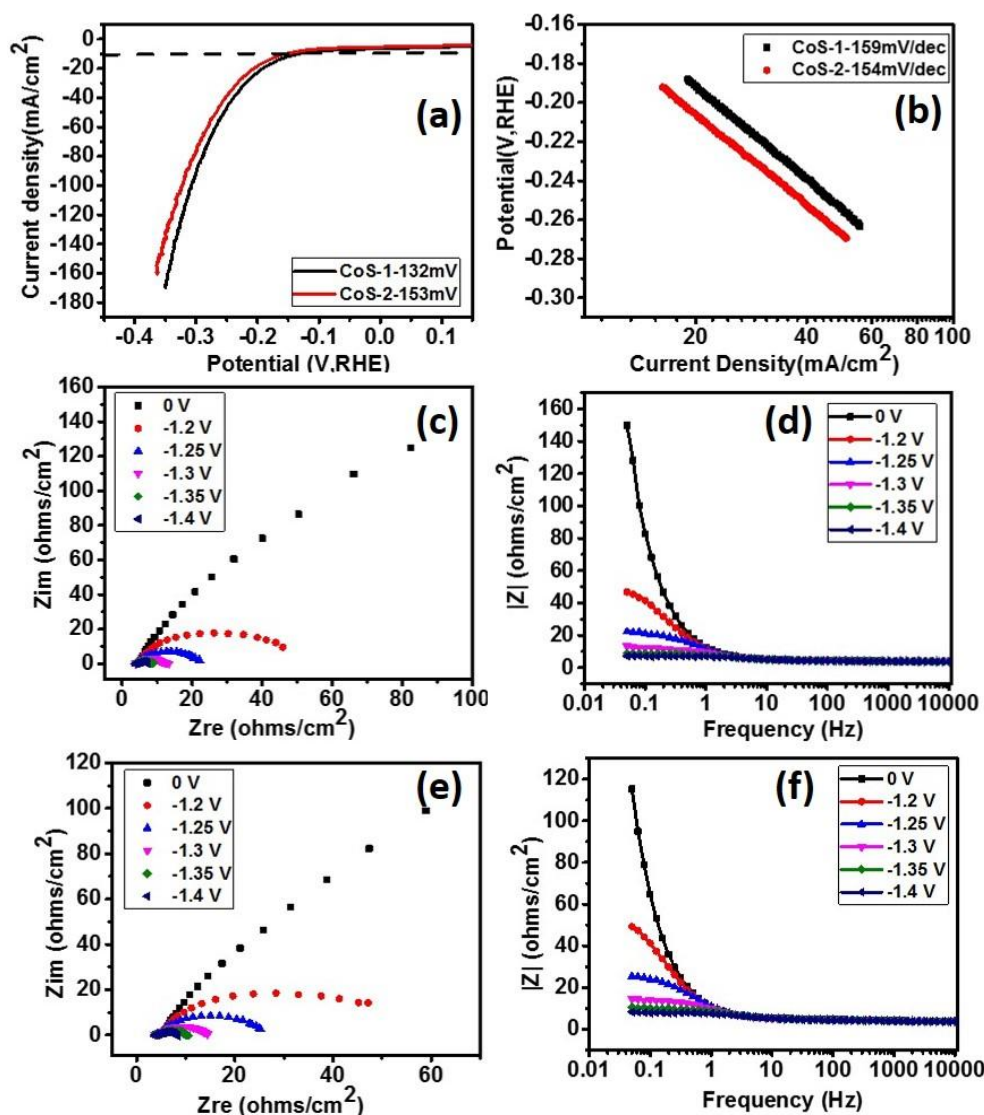 (a)
0
-20
-40
-60
-80
-100
-120
-140
-160
-180
Current density(mA/cm²)
CoS-1-132mV
CoS-2-153mV
-0.4 -0.3 -0.2 -0.1 0.0 0.1
Potential (V,RHE)
(b)
-0.16
-0.18
-0.20
-0.22
-0.24
-0.26
-0.28
-0.30
Potential(V,RHE)
CoS-1-159mV/dec
CoS-2-154mV/dec
20 40 60 80 100
Current Density(mA/cm²)
(c)
160
140
120
100
80
60
40
20
0
Zim (ohms/cm²)
0 V
-1.2 V
-1.25 V
-1.3 V
-1.35 V
-1.4 V
0 20 40 60 80 100
Zre (ohms/cm²)
(d)
160
140
120
100
80
60
40
20
0
|Z| (ohms/cm²)
0 V
-1.2 V
-1.25 V
-1.3 V
-1.35 V
-1.4 V
0.01 0.1 1 10 100 1000 10000
Frequency (Hz)
(e)
120
100
80
60
40
20
0
Zim (ohms/cm²)
0 V
-1.2 V
-1.25 V
-1.3 V
-1.35 V
-1.4 V
0 20 40 60
Zre (ohms/cm²)
(f)
120
100
80
60
40
20
0
|Z| (ohms/cm²)
0 V
-1.2 V
-1.25 V
-1.3 V
-1.35 V
-1.4 V
0.01 0.1 1 10 100 1000 10000
Frequency (Hz)